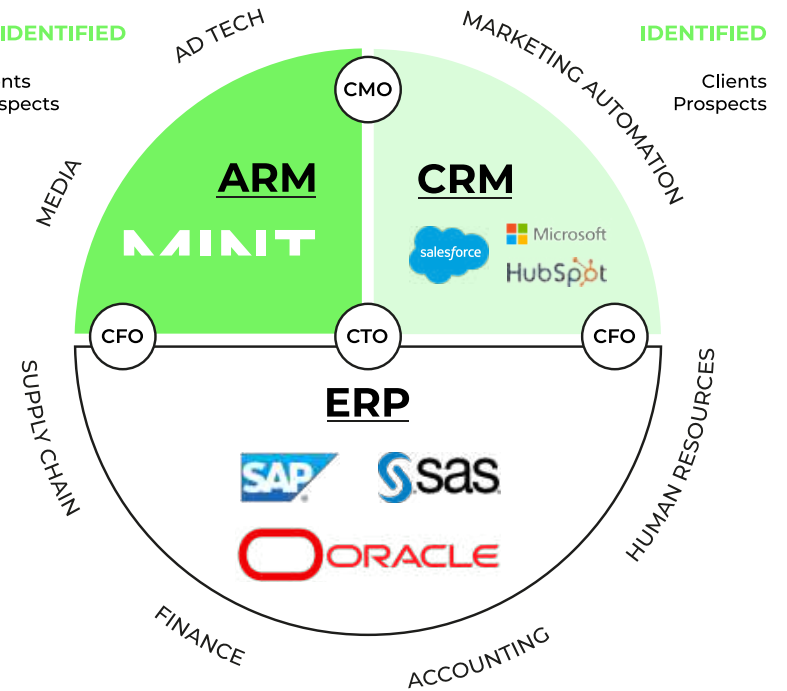 IDENTIFIED
AD TECH
MARKETING AUTOMATION
IDENTIFIED
nts
spects
Clients
Prospects
CMO
MEDIA
ARM
CRM
MINT
salesforce
Microsoft
HubSpot
CFO
CTO
CFO
SUPPLY CHAIN
HUMAN RESOURCES
ERP
SAP
sas
ORACLE
FINANCE
ACCOUNTING